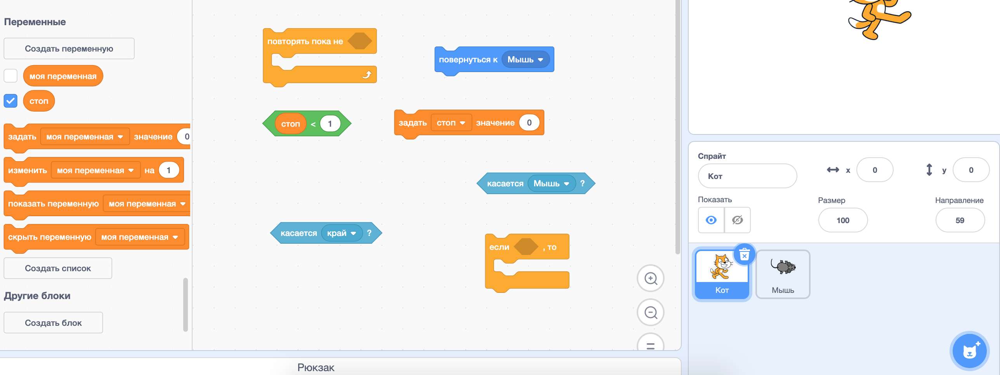 Переменные
Создать переменную
моя переменная
стоп
задать моя переменная значение 0
изменить моя переменная на 1
показать переменную моя переменная
скрыть переменную моя переменная
Создать список
Другие блоки
Создать блок
повторять пока не
повернуться к Мышь
стоп < 1
задать стоп значение 0
касается Мышь ?
касается край ?
если , то
Рюкзак
Спрайт
Кот
x 0
y 0
Показать
Размер
100
Направление
59
Кот
Мышь